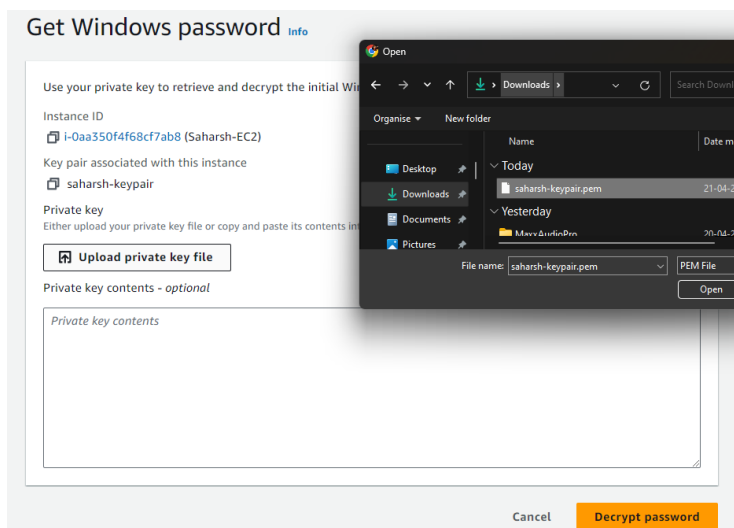 Get Windows password Info
Use your private key to retrieve and decrypt the initial Wi
Instance ID
i-0aa350f4f68cf7ab8 (Saharsh-EC2)
Key pair associated with this instance
saharsh-keypair
Private key
Either upload your private key file or copy and paste its contents in
Upload private key file
Private key contents - optional
Private key contents
Cancel
Decrypt password
Open
Downloads
Search Downl
Organise
New folder
Name
Date m
Desktop
Downloads
Documents
Pictures
Today
saharsh-keypair.pem
21-04-2
Yesterday
MaxxAudioPro
20-04-2
File name:
saharsh-keypair.pem
PEM File
Open